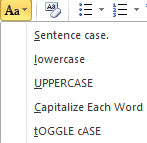 Aa
Sentence case.
lowercase
UPPERCASE
Capitalize Each Word
tOGGLE cASE